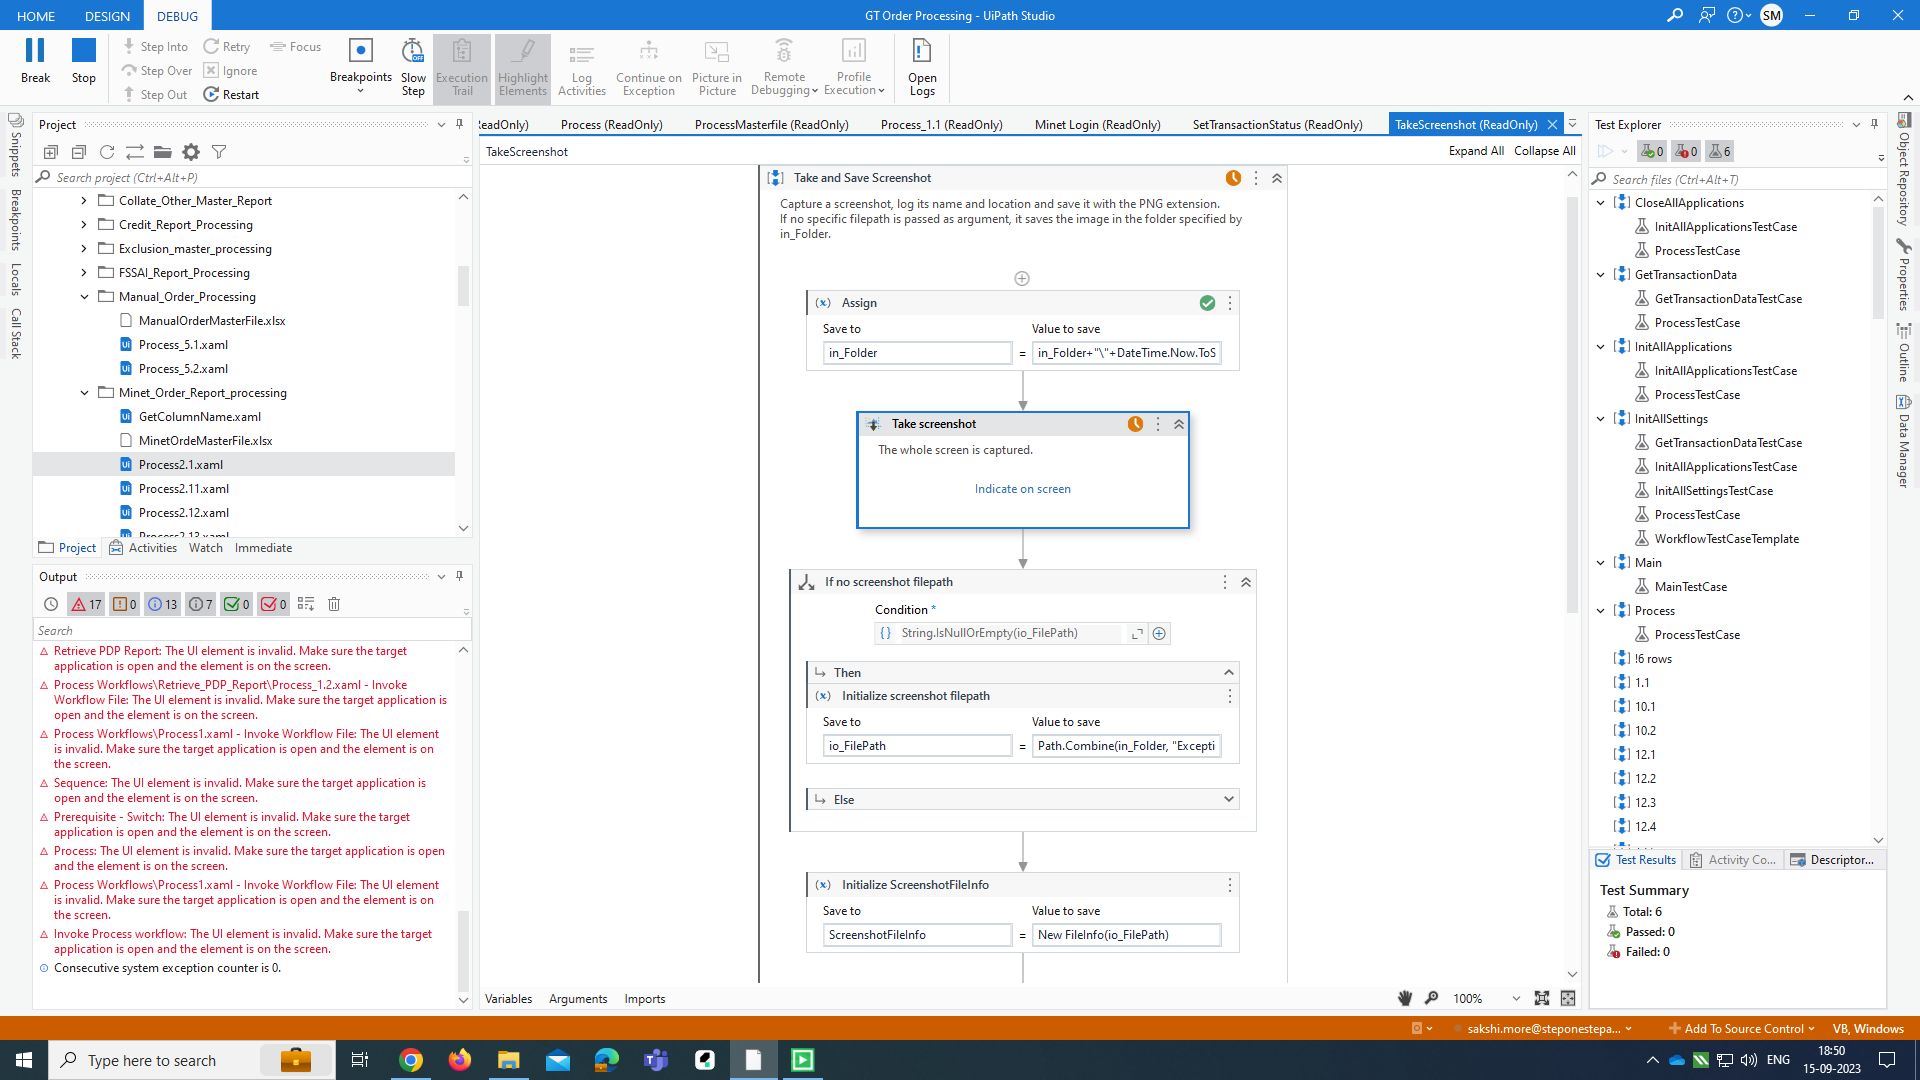 HOME DESIGN DEBUG
GT Order Processing - UiPath Studio
SM
Break
Stop
Step Into
Step Over
Step Out
Retry
Ignore
Restart
Focus
Breakpoints
Slow
Step
Execution
Trail
Highlight
Elements
Log
Activities
Continue on
Exception
Picture in
Picture
Remote
Debugging
Profile
Execution
Open
Logs
Snippets
Breakpoints
Locals
Call Stack
Project
Search project (Ctrl+Alt+P)
Collate_Other_Master_Report
Credit_Report_Processing
Exclusion_master_processing
FSSAI_Report_Processing
Manual_Order_Processing
ManualOrderMasterFile.xlsx
Process_5.1.xaml
Process_5.2.xaml
Minet_Order_Report_processing
GetColumnName.xaml
MinetOrdeMasterFile.xlsx
Process2.1.xaml
Process2.11.xaml
Process2.12.xaml
Process2.13.xaml
Project Activities Watch Immediate
Output
17 0 13 7 0 0
Search
Retrieve PDP Report: The UI element is invalid. Make sure the target
application is open and the element is on the screen.
Process Workflows\Retrieve_PDP_Report\Process_1.2.xaml - Invoke
Workflow File: The UI element is invalid. Make sure the target application is
open and the element is on the screen.
Process Workflows\Process1.xaml - Invoke Workflow File: The UI element
is invalid. Make sure the target application is open and the element is on
the screen.
Sequence: The UI element is invalid. Make sure the target application is
open and the element is on the screen.
Prerequisite - Switch: The UI element is invalid. Make sure the target
application is open and the element is on the screen.
Process: The UI element is invalid. Make sure the target application is open
and the element is on the screen.
Process Workflows\Process1.xaml - Invoke Workflow File: The UI element
is invalid. Make sure the target application is open and the element is on
the screen.
Invoke Process workflow: The UI element is invalid. Make sure the target
application is open and the element is on the screen.
Consecutive system exception counter is 0.
ReadOnly) Process (ReadOnly) ProcessMasterfile (ReadOnly) Process_1.1 (ReadOnly) Minet Login (ReadOnly) SetTransactionStatus (ReadOnly) TakeScreenshot (ReadOnly)
TakeScreenshot
Expand All Collapse All
Take and Save Screenshot
Capture a screenshot, log its name and location and save it with the PNG extension.
If no specific filepath is passed as argument, it saves the image in the folder specified by
in_Folder.
Assign
Save to Value to save
in_Folder = in_Folder+"\"+DateTime.Now.ToS
Take screenshot
The whole screen is captured.
Indicate on screen
If no screenshot filepath
Condition *
String.IsNullOrEmpty(io_FilePath)
Then
Initialize screenshot filepath
Save to Value to save
io_FilePath = Path.Combine(in_Folder, "Excepti
Else
Initialize ScreenshotFileInfo
Save to Value to save
ScreenshotFileInfo = New FileInfo(io_FilePath)
Variables Arguments Imports
100%
Test Explorer
0 0 6
Search files (Ctrl+Alt+T)
CloseAllApplications
InitAllApplicationsTestCase
ProcessTestCase
GetTransactionData
GetTransactionDataTestCase
ProcessTestCase
InitAllApplications
InitAllApplicationsTestCase
ProcessTestCase
InitAllSettings
GetTransactionDataTestCase
InitAllApplicationsTestCase
InitAllSettingsTestCase
ProcessTestCase
WorkflowTestCaseTemplate
Main
MainTestCase
Process
ProcessTestCase
!6 rows
1.1
10.1
10.2
12.1
12.2
12.3
12.4
Test Results Activity Co... Descriptor...
Test Summary
Total: 6
Passed: 0
Failed: 0
Object Repository
Properties
Outline
Data Manager
sakshi.more@steponestepa...
Add To Source Control
VB, Windows
Type here to search
ENG
18:50
15-09-2023